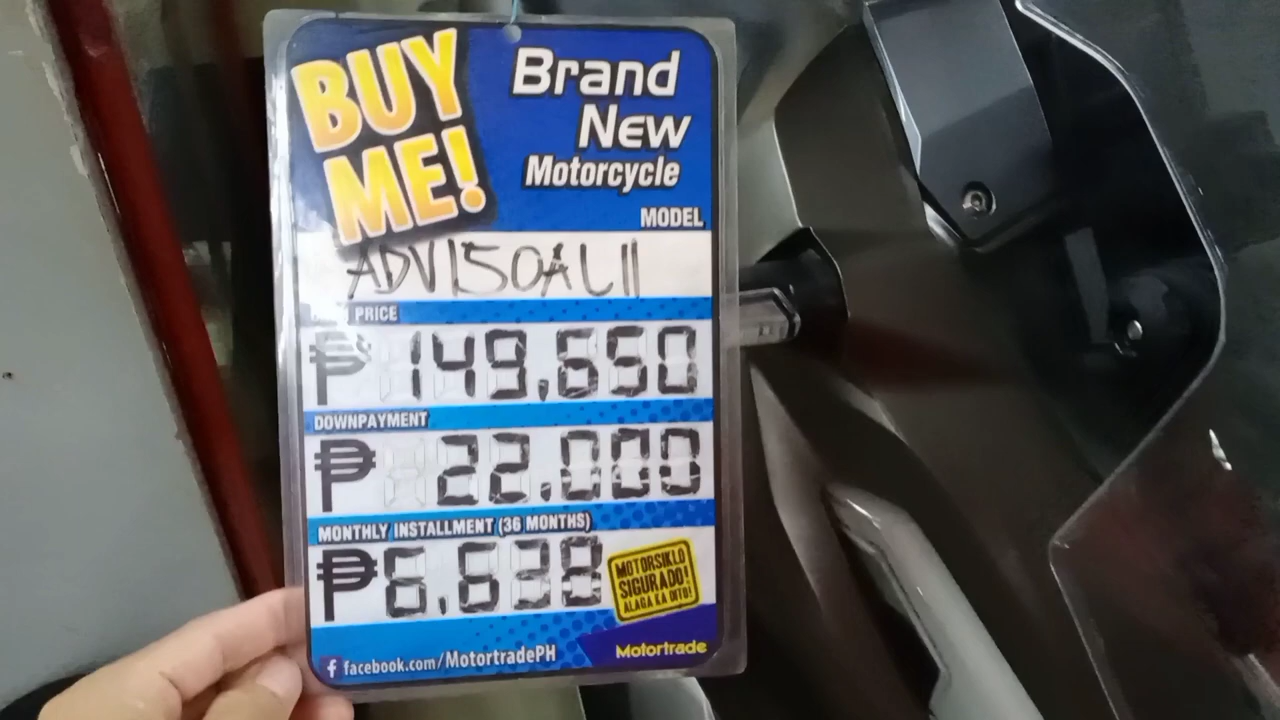 BUY ME!
Brand
New
Motorcycle
MODEL
ADV150ALII
PRICE
₱ 149,650
DOWNPAYMENT
₱ 22,000
MONTHLY INSTALLMENT (36 MONTHS)
₱ 6,638
MOTORSIKLO
SIGURADO!
ALAGA KA DITO!
facebook.com/MotortradePH
Motortrade